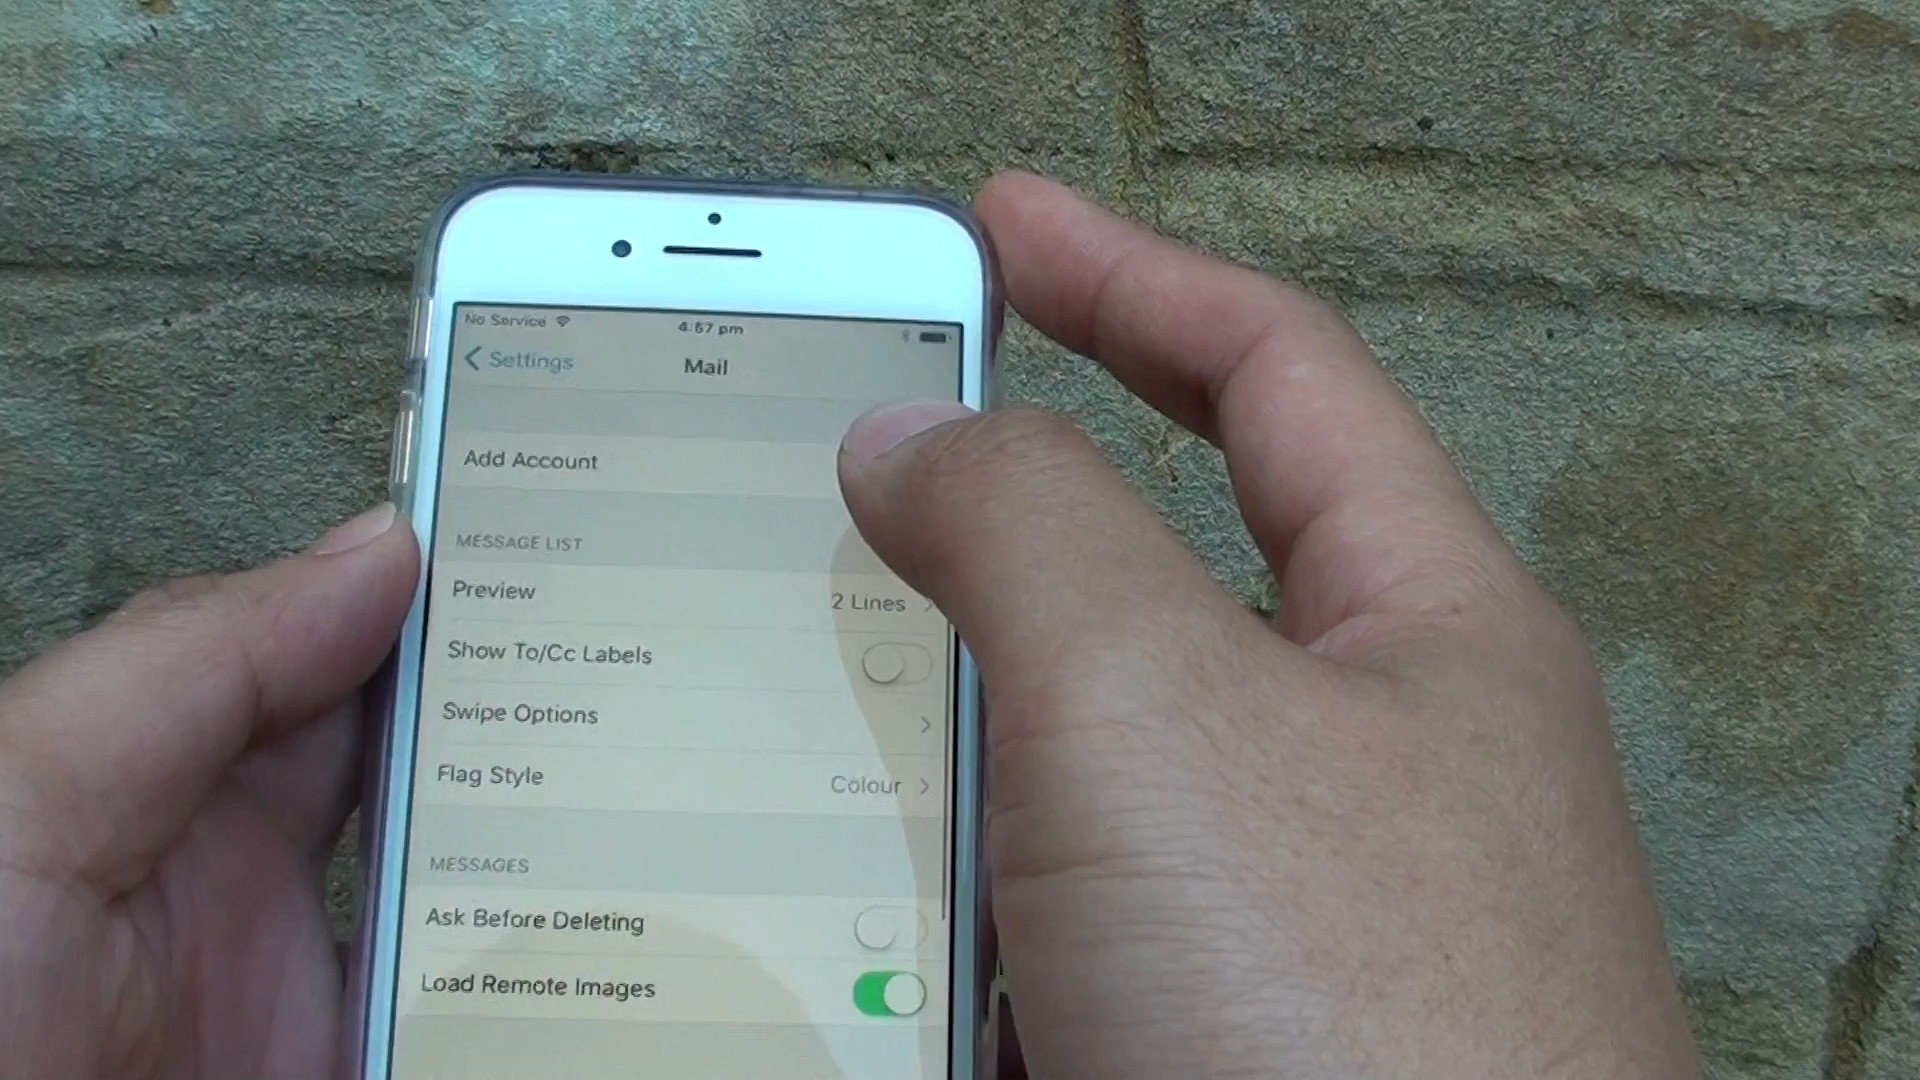 No Service
4:57 pm
Settings
Mail
Add Account
MESSAGE LIST
Preview
2 Lines
Show To/Cc Labels
Swipe Options
Flag Style
Colour
MESSAGES
Ask Before Deleting
Load Remote Images